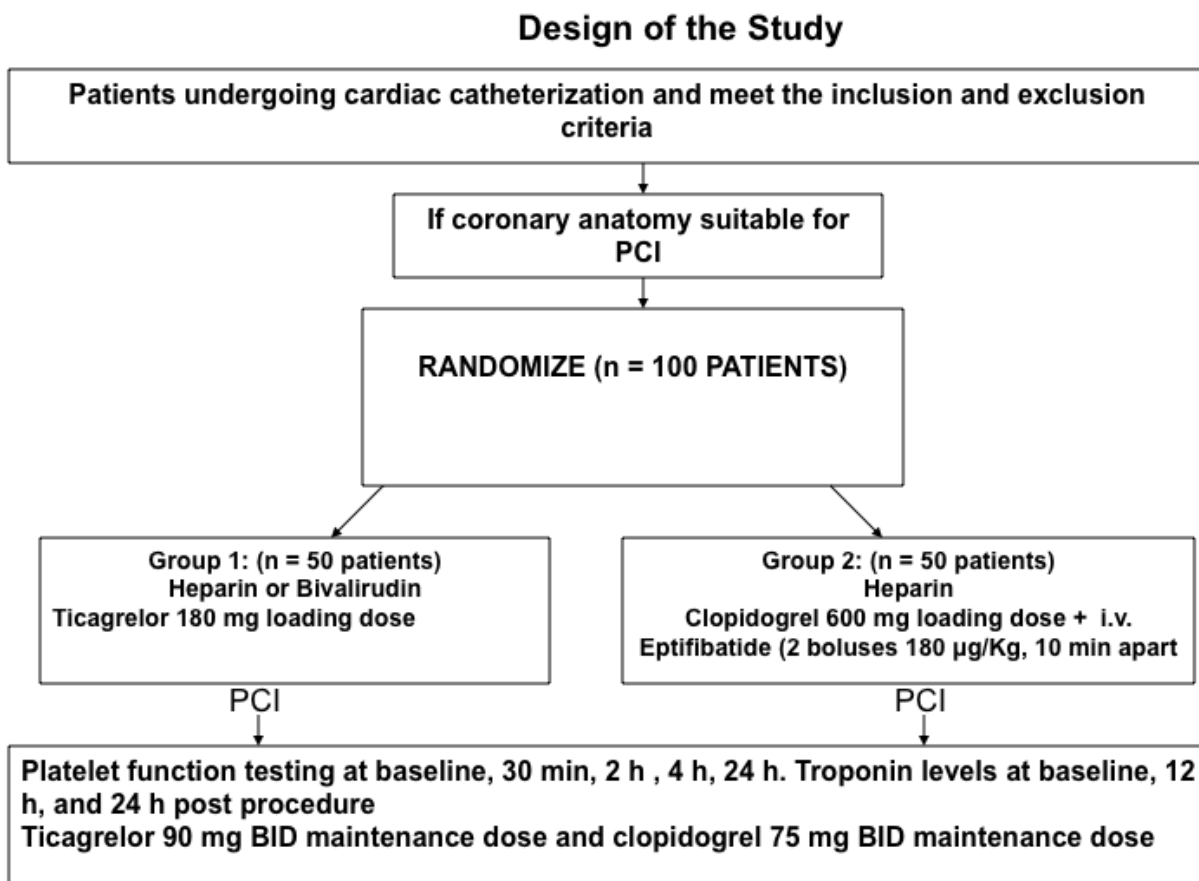 Design of the Study
Patients undergoing cardiac catheterization and meet the inclusion and exclusion
criteria
If coronary anatomy suitable for
PCI
RANDOMIZE (n = 100 PATIENTS)
Group 1: (n = 50 patients)
Heparin or Bivalirudin
Ticagrelor 180 mg loading dose
Group 2: (n = 50 patients)
Heparin
Clopidogrel 600 mg loading dose + i.v.
Eptifibatide (2 boluses 180 µg/Kg, 10 min apart
PCI
PCI
Platelet function testing at baseline, 30 min, 2 h , 4 h, 24 h. Troponin levels at baseline, 12
h, and 24 h post procedure
Ticagrelor 90 mg BID maintenance dose and clopidogrel 75 mg BID maintenance dose